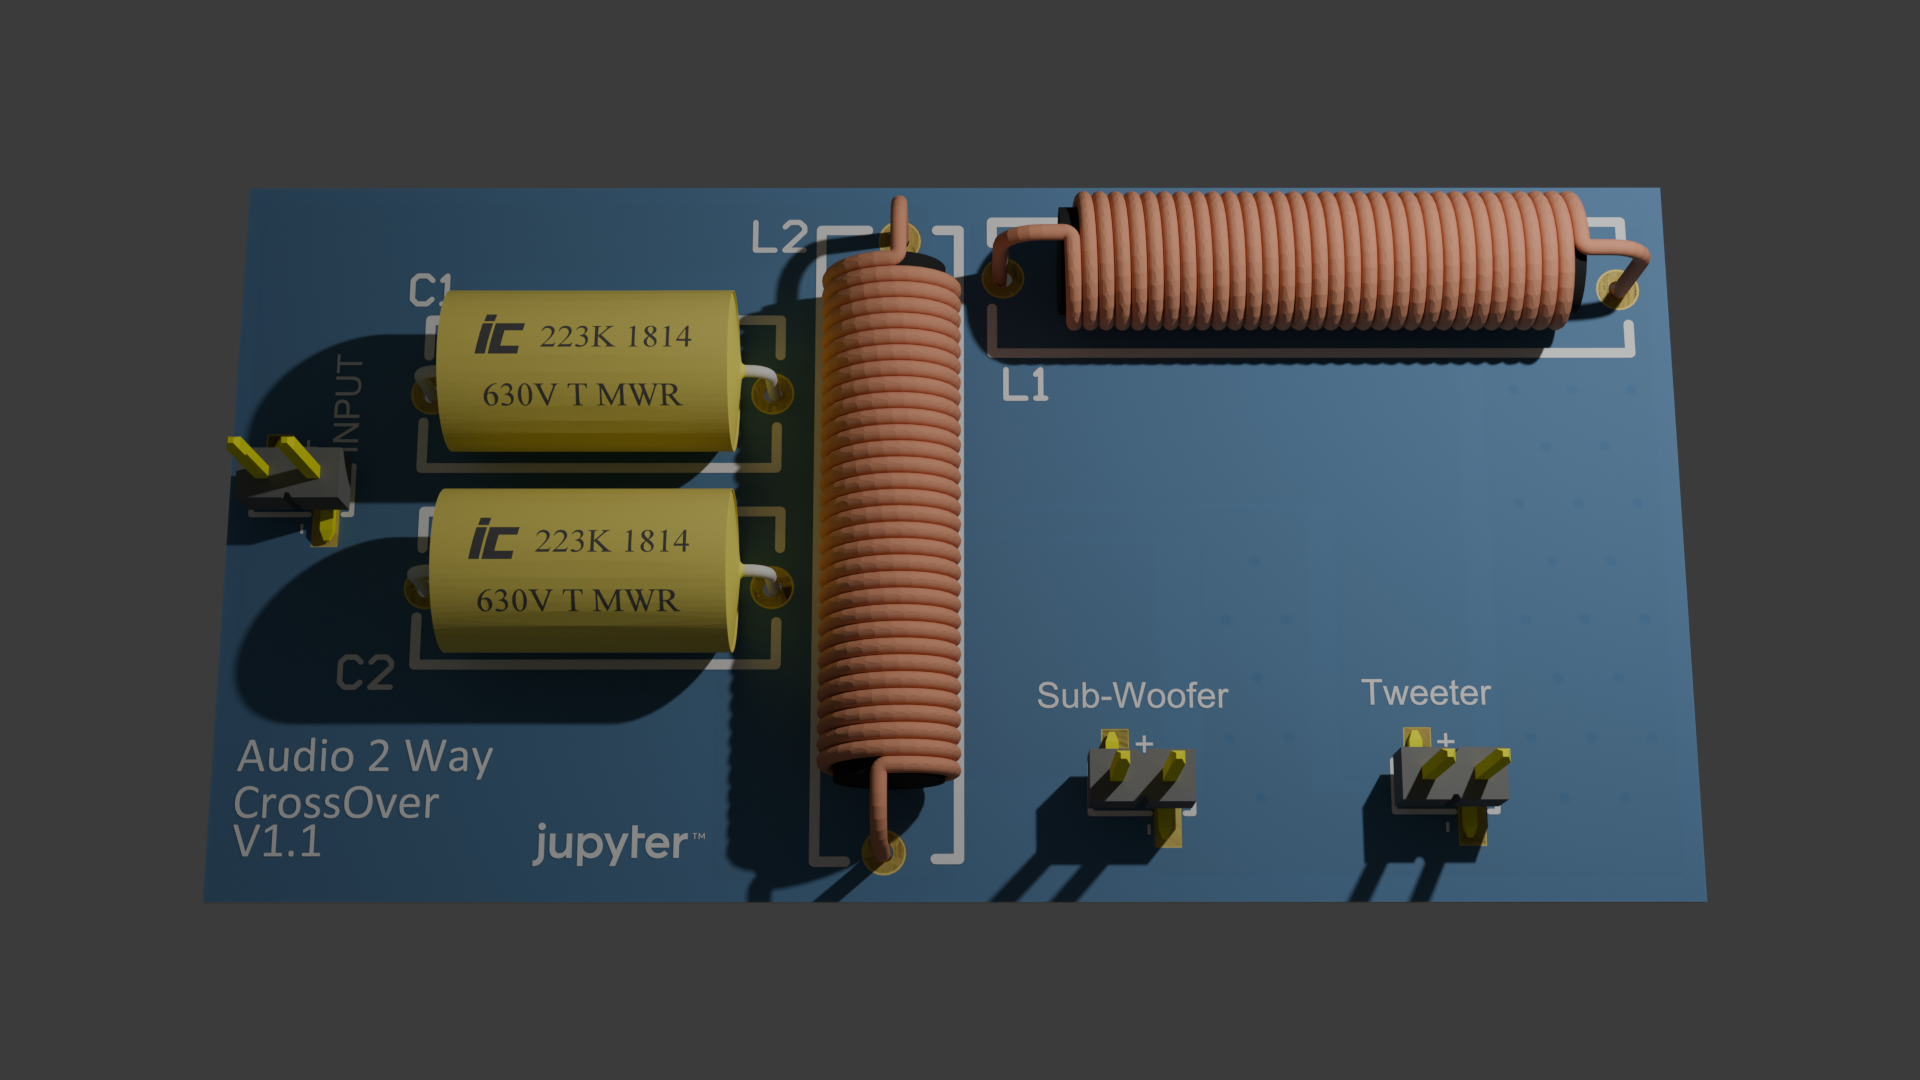 L2
C1
iC 223K 1814
630V T MWR
L1
INPUT
+
-
iC 223K 1814
630V T MWR
C2
Sub-Woofer
Tweeter
+
+
-
-
Audio 2 Way
CrossOver
V1.1
jupyter™